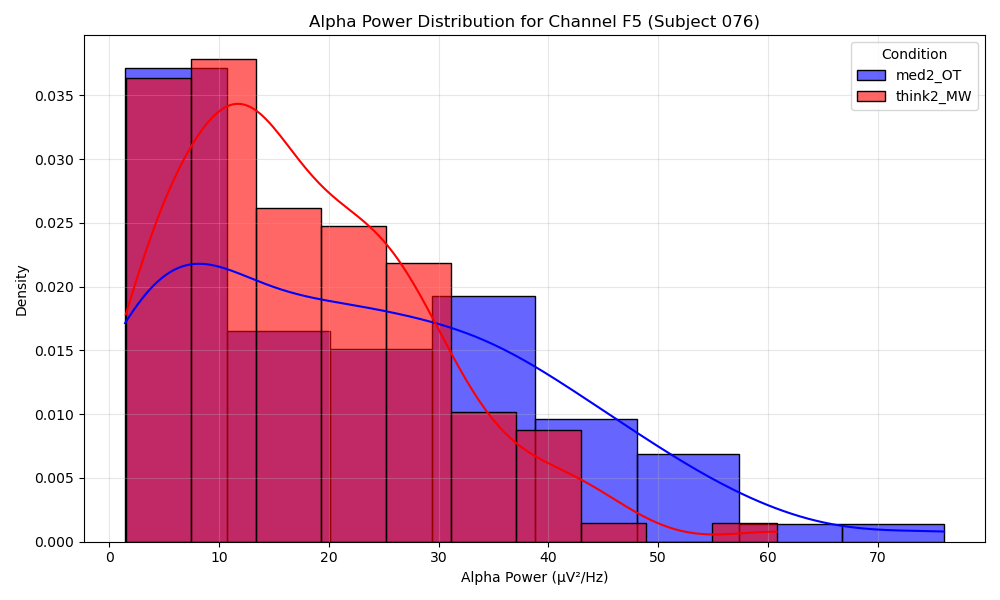 Alpha Power Distribution for Channel F5 (Subject 076)
Condition
med2_OT
think2_MW
Density
0.035
0.030
0.025
0.020
0.015
0.010
0.005
0.000
0 10 20 30 40 50 60 70
Alpha Power (μV²/Hz)